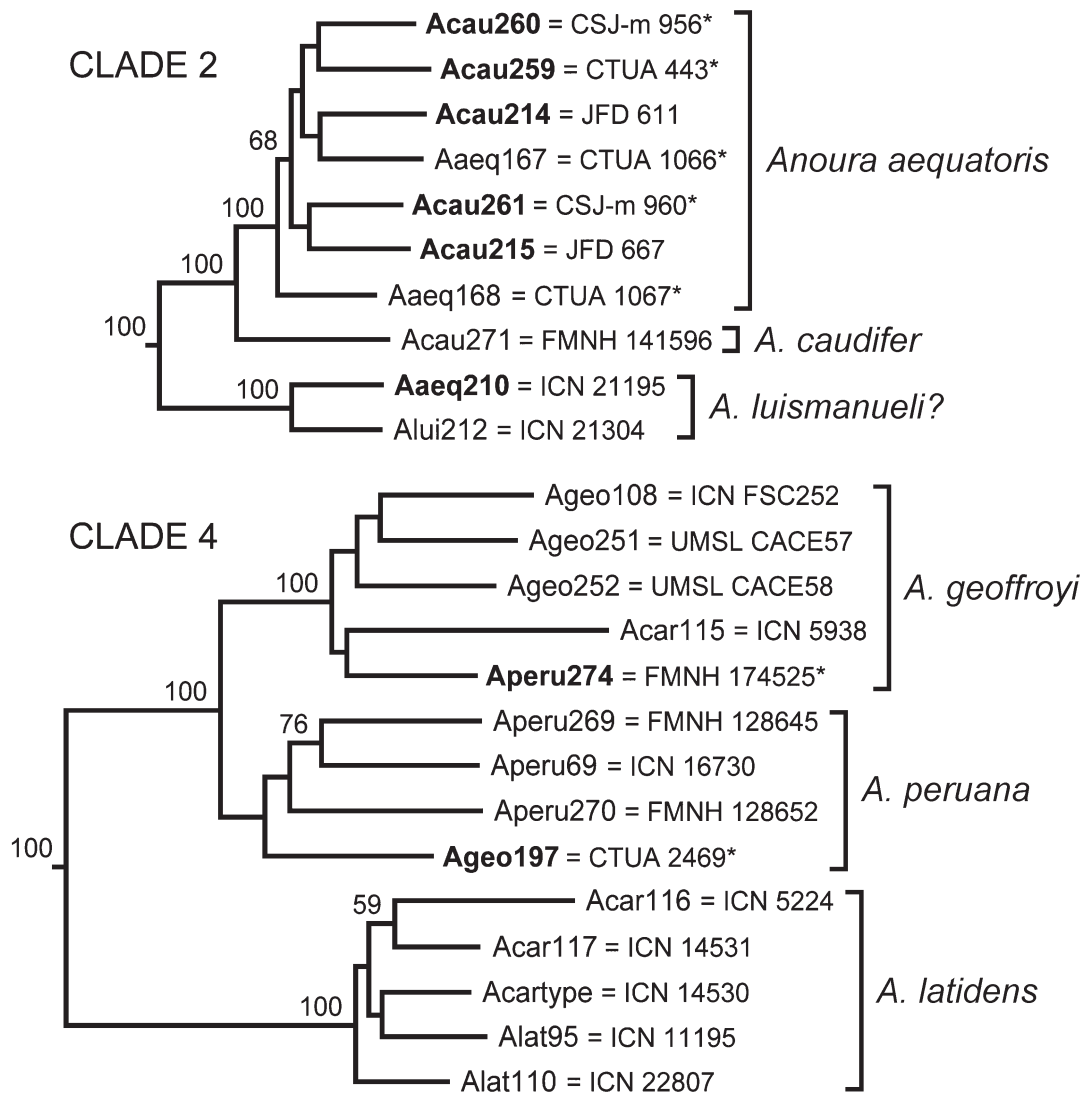 CLADE 2
Acau260 = CSJ-m 956*
Acau259 = CTUA 443*
Acau214 = JFD 611
Aaeq167 = CTUA 1066*
Acau261 = CSJ-m 960*
Acau215 = JFD 667
Aaeq168 = CTUA 1067*
Anoura aequatoris
Acau271 = FMNH 141596
A. caudifer
Aaeq210 = ICN 21195
Alui212 = ICN 21304
A. luismanueli?
68
100
100
100
100
CLADE 4
Ageo108 = ICN FSC252
Ageo251 = UMSL CACE57
Ageo252 = UMSL CACE58
Acar115 = ICN 5938
Aperu274 = FMNH 174525*
A. geoffroyi
Aperu269 = FMNH 128645
Aperu69 = ICN 16730
Aperu270 = FMNH 128652
Ageo197 = CTUA 2469*
A. peruana
Acar116 = ICN 5224
Acar117 = ICN 14531
Acartype = ICN 14530
Alat95 = ICN 11195
Alat110 = ICN 22807
A. latidens
100
100
76
100
59
100